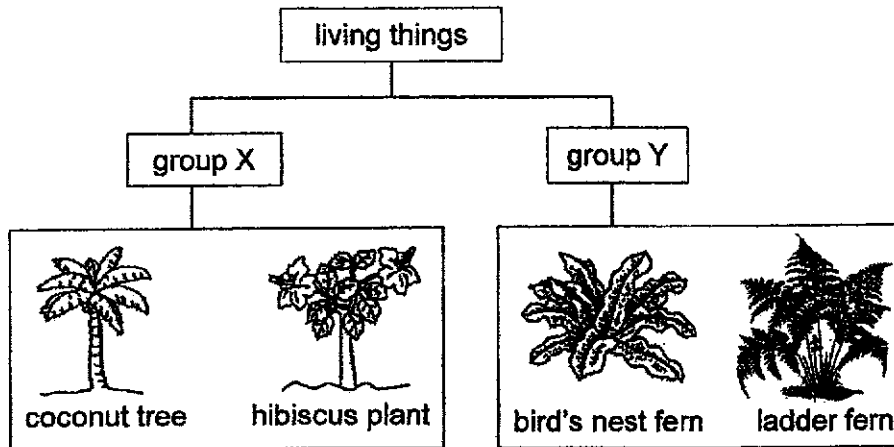 living things
group X
group Y
coconut tree
hibiscus plant
bird's nest fern
ladder fern